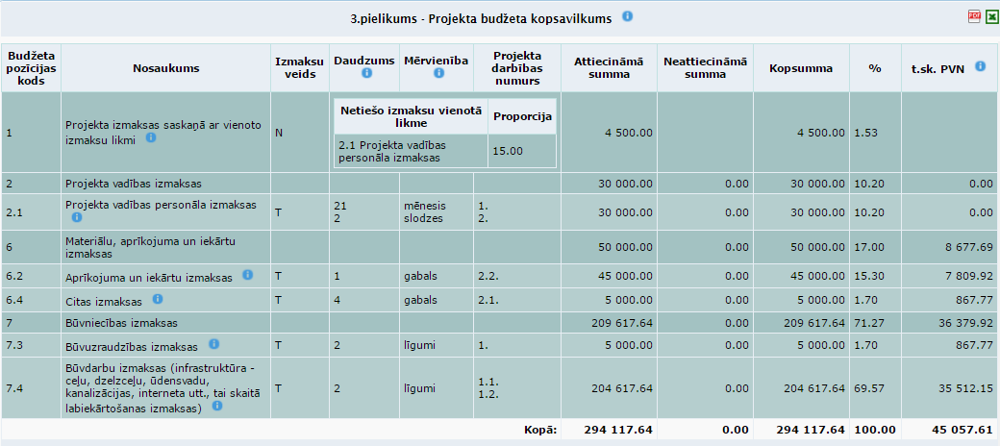 3.pielikums - Projekta budžeta kopsavilkums
Budžeta pozīcijas kods Nosaukums Izmaksu veids Daudzums Mērvienība Projekta darbības numurs Attiecināmā summa Neattiecināmā summa Kopsumma % t.sk. PVN
1 Projekta izmaksas saskaņā ar vienoto izmaksu likmi N 4 500.00 4 500.00 1.53
Netiešo izmaksu vienotā likme Proporcija
2.1 Projekta vadības personāla izmaksas 15.00
2 Projekta vadības izmaksas 30 000.00 0.00 30 000.00 10.20 0.00
2.1 Projekta vadības personāla izmaksas T 21 2 mēnesis slodzes 1. 2. 30 000.00 0.00 30 000.00 10.20 0.00
6 Materiālu, aprīkojuma un iekārtu izmaksas 50 000.00 0.00 50 000.00 17.00 8 677.69
6.2 Aprīkojuma un iekārtu izmaksas T 1 gabals 2.2. 45 000.00 0.00 45 000.00 15.30 7 809.92
6.4 Citas izmaksas T 4 gabals 2.1. 5 000.00 0.00 5 000.00 1.70 867.77
7 Būvniecības izmaksas 209 617.64 0.00 209 617.64 71.27 36 379.92
7.3 Būvuzraudzības izmaksas T 2 līgumi 1. 5 000.00 0.00 5 000.00 1.70 867.77
7.4 Būvdarbu izmaksas (infrastruktūra - ceļu, dzelzceļu, ūdensvadu, kanalizācijas, interneta utt., tai skaitā labiekārtošanas izmaksas) T 2 līgumi 1.1. 1.2. 204 617.64 0.00 204 617.64 69.57 35 512.15
Kopā: 294 117.64 0.00 294 117.64 100.00 45 057.61